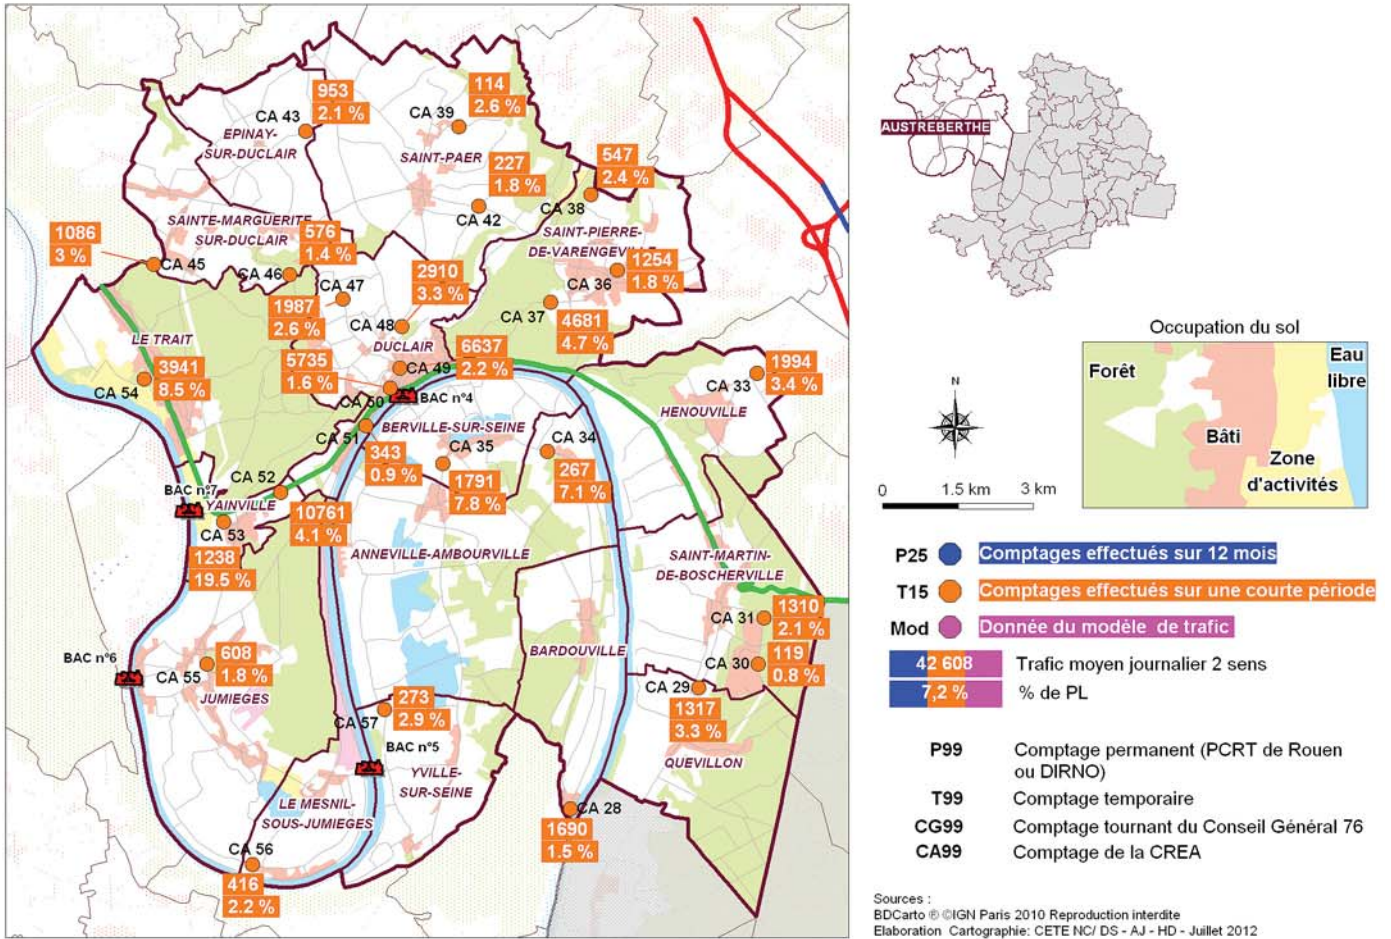 953
2.1 %
CA 43
EPINAY-
SUR-DUCLAIR
114
2.6 %
CA 39
SAINT-PAER
227
1.8 %
CA 42
547
2.4 %
CA 38
SAINT-PIERRE-
DE-VARENGEVILLE
1254
1.8 %
CA 36
SAINTE-MARGUERITE
SUR-DUCLAIR
576
1.4 %
CA 46
1086
3 %
CA 45
CA 47
1987
2.6 %
2910
3.3 %
CA 48
DUCLAIR
CA 37
4681
4.7 %
LE TRAIT
3941
8.5 %
CA 54
5735
1.6 %
CA 49
6637
2.2 %
CA 50
BAC n°4
1994
3.4 %
CA 33
HENOUVILLE
CA 51
BERVILLE-SUR-SEINE
343
0.9 %
CA 35
1791
7.8 %
CA 34
267
7.1 %
CA 52
BAC n°7
YAINVILLE
CA 53
10761
4.1 %
1238
19.5 %
ANNEVILLE-AMBOURVILLE
SAINT-MARTIN-
DE-BOSCHERVILLE
1310
2.1 %
CA 31
119
0.8 %
CA 30
BARDOUVILLE
BAC n°6
608
1.8 %
CA 55
JUMIEGES
CA 29
1317
3.3 %
QUEVILLON
273
2.9 %
CA 57
BAC n°5
YVILLE-
SUR-SEINE
LE MESNIL-
SOUS-JUMIEGES
CA 28
1690
1.5 %
CA 56
416
2.2 %
AUSTREBERTHE
Occupation du sol
Forêt
Eau
libre
Bâti
Zone
d'activités
N
0 1.5 km 3 km
P25 Comptages effectués sur 12 mois
T15 Comptages effectués sur une courte période
Mod Donnée du modèle de trafic
42 608 Trafic moyen journalier 2 sens
7,2 % % de PL
P99 Comptage permanent (PCRT de Rouen
ou DIRNO)
T99 Comptage temporaire
CG99 Comptage tournant du Conseil Général 76
CA99 Comptage de la CREA
Sources :
BDCarto ® ©IGN Paris 2010 Reproduction interdite
Elaboration Cartographie: CETE NC/ DS - AJ - HD - Juillet 2012